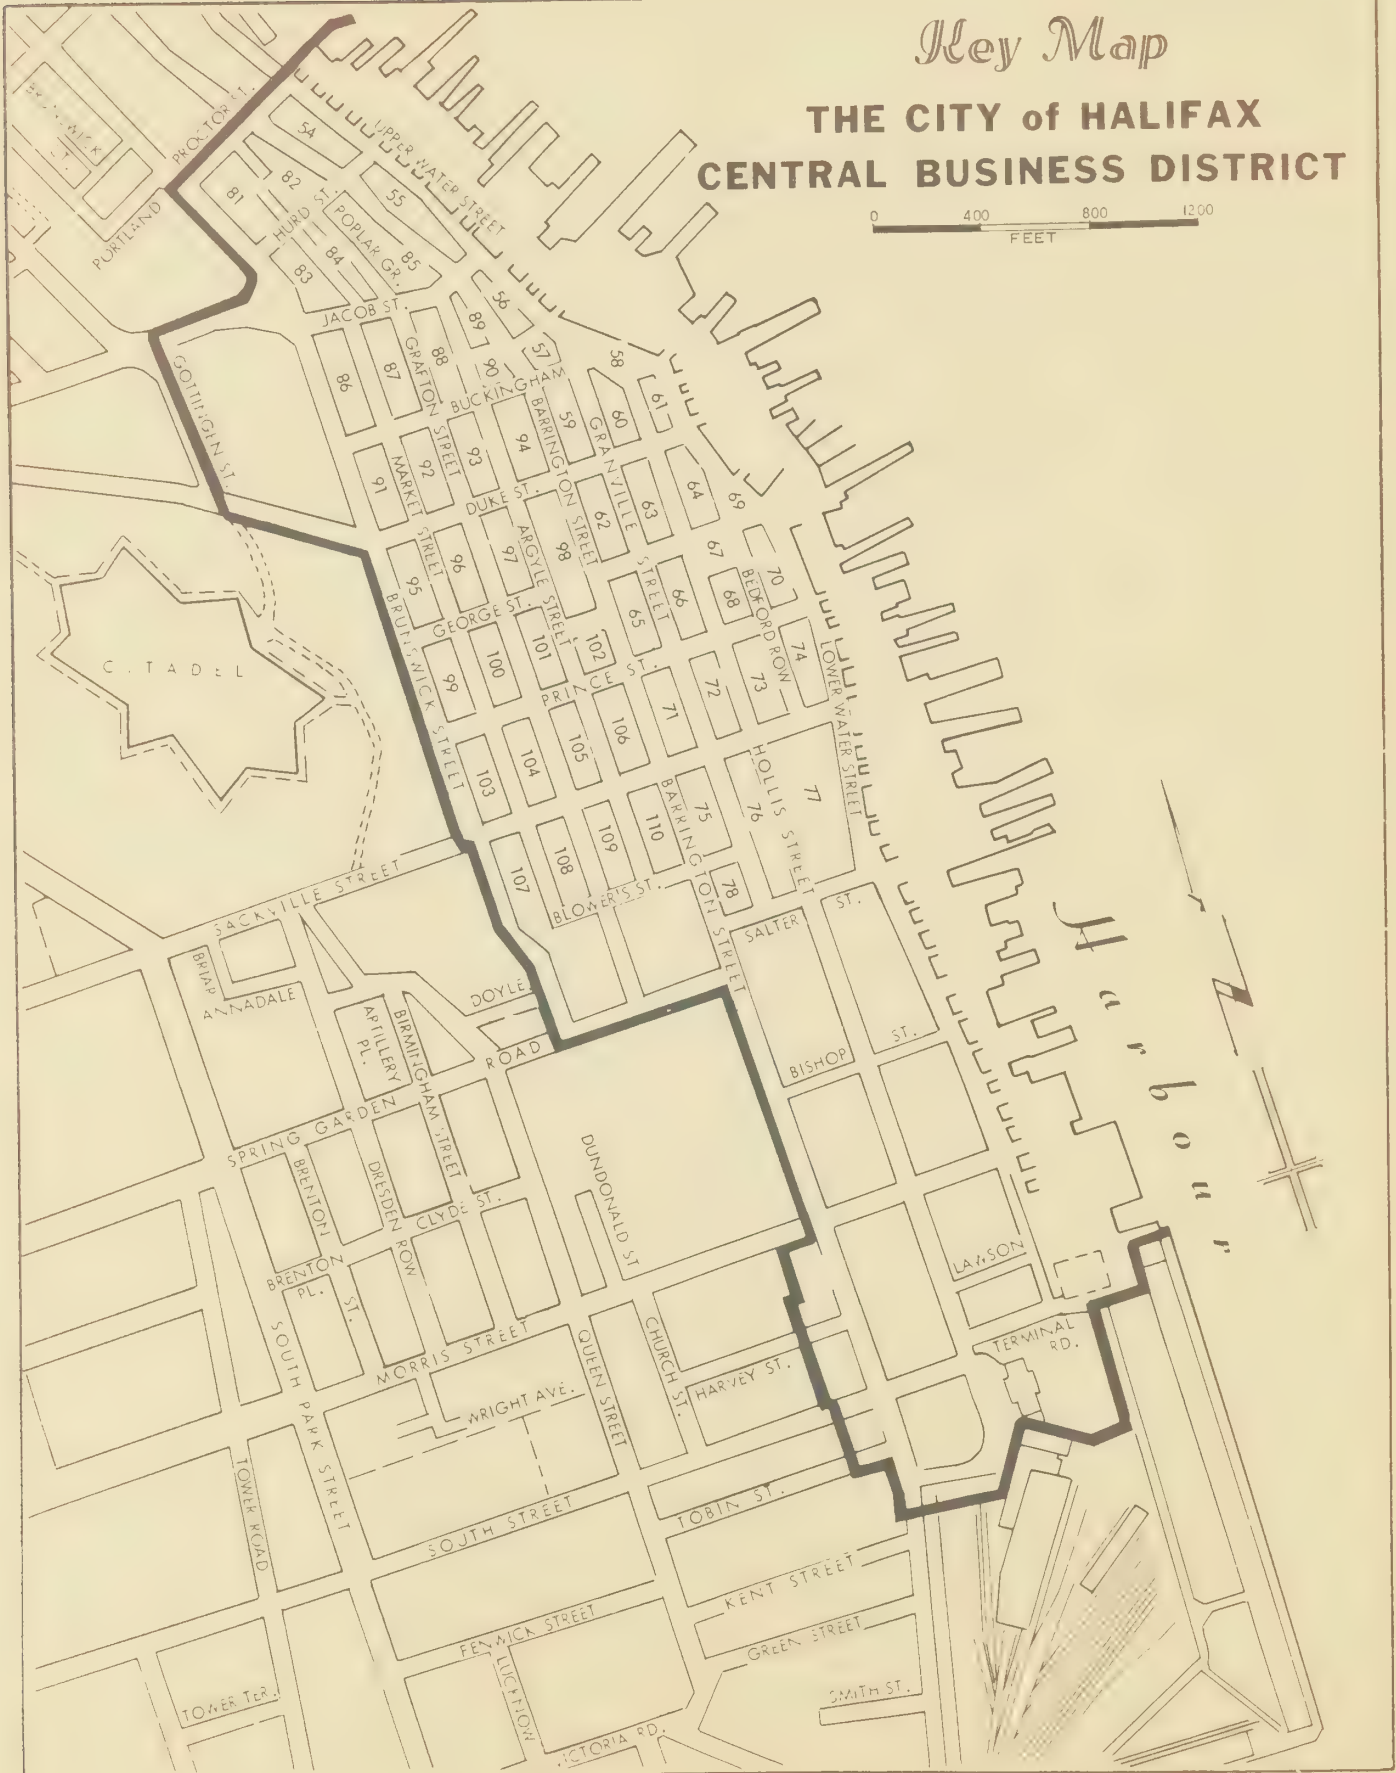 Key Map
THE CITY of HALIFAX
CENTRAL BUSINESS DISTRICT
0 400 800 1200
FEET
PROCTOR ST.
BRUNSWICK
ST.
PORTLAND
UPPER WATER STREET
54
55
81
82
HURD ST.
POPLAR GR.
83
84
85
JACOB ST.
56
57
58
89
90
86
87
88
GRAFTON STREET
BUCKINGHAM
BARRINGTON STREET
59
GRANVILLE STREET
60
61
GOTTINGEN ST.
91
MARKET STREET
92
93
94
DUKE ST.
62
63
64
69
95
96
97
ARGYLE STREET
98
67
66
65
68
BEDFORD ROW
70
GEORGE ST.
BRUNSWICK STREET
99
100
101
102
PRINCE ST.
71
72
73
74
LOWER WATER STREET
CITADEL
103
104
105
106
75
76
HOLLIS STREET
77
BARRINGTON STREET
107
108
109
110
78
BLOWER'S ST.
SACKVILLE STREET
SALTER
ST.
BRIAR
ANNADALE
ARTILLERY
PL.
BIRMINGHAM STREET
DOYLE
ROAD
BISHOP
ST.
Harbour
N
SPRING GARDEN
BRENTON
ST.
DRESDEN ROW
CLYDE ST.
DUNDONALD ST
BRENTON
PL.
LAWSON
TERMINAL
RD.
SOUTH PARK STREET
MORRIS STREET
QUEEN STREET
CHURCH ST.
HARVEY ST.
WRIGHT AVE.
TOWER ROAD
SOUTH STREET
TOBIN ST.
KENT STREET
FENWICK STREET
GREEN STREET
LUCKNOW
SMITH ST.
TOWER TER.
ICTORIA RD.